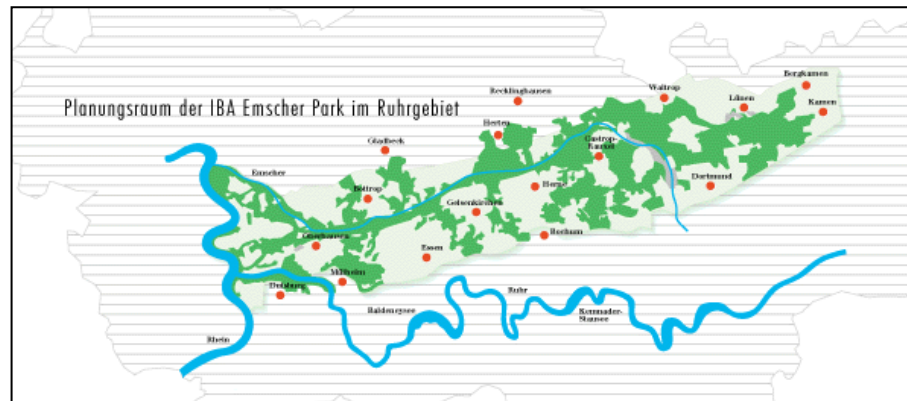 Planungsraum der IBA Emscher Park im Ruhrgebiet
Bergkamen
Waltrop
Recklinghausen
Lünen
Kamen
Herten
Castrop-
Rauxel
Gladbeck
Emscher
Dortmund
Bottrop
Herne
Gelsenkirchen
Bochum
Oberhausen
Essen
Mülheim
Duisburg
Ruhr
Baldeneysee
Kemnader-
Stausee
Rhein